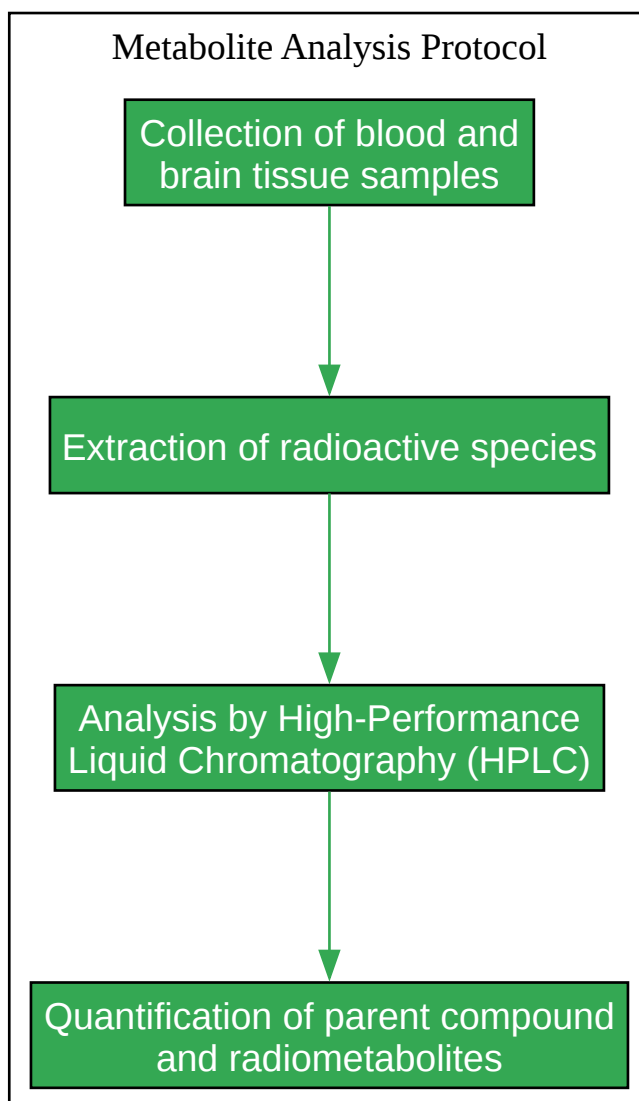 Metabolite Analysis Protocol
Collection of blood and
brain tissue samples
Extraction of radioactive species
Analysis by High-Performance
Liquid Chromatography (HPLC)
Quantification of parent compound
and radiometabolites